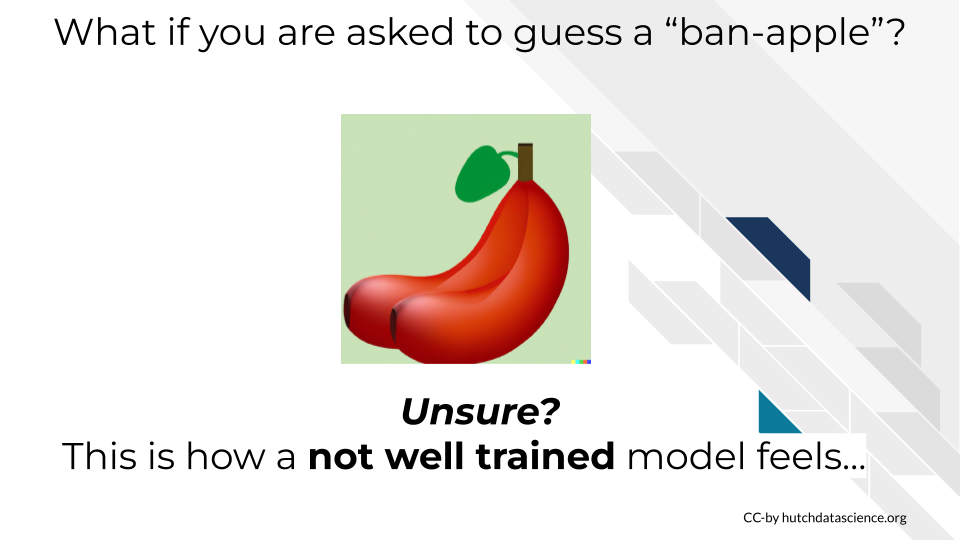 What if you are asked to guess a “ban-apple”?
Unsure?
This is how a not well trained model feels...
CC-by hutchdatascience.org